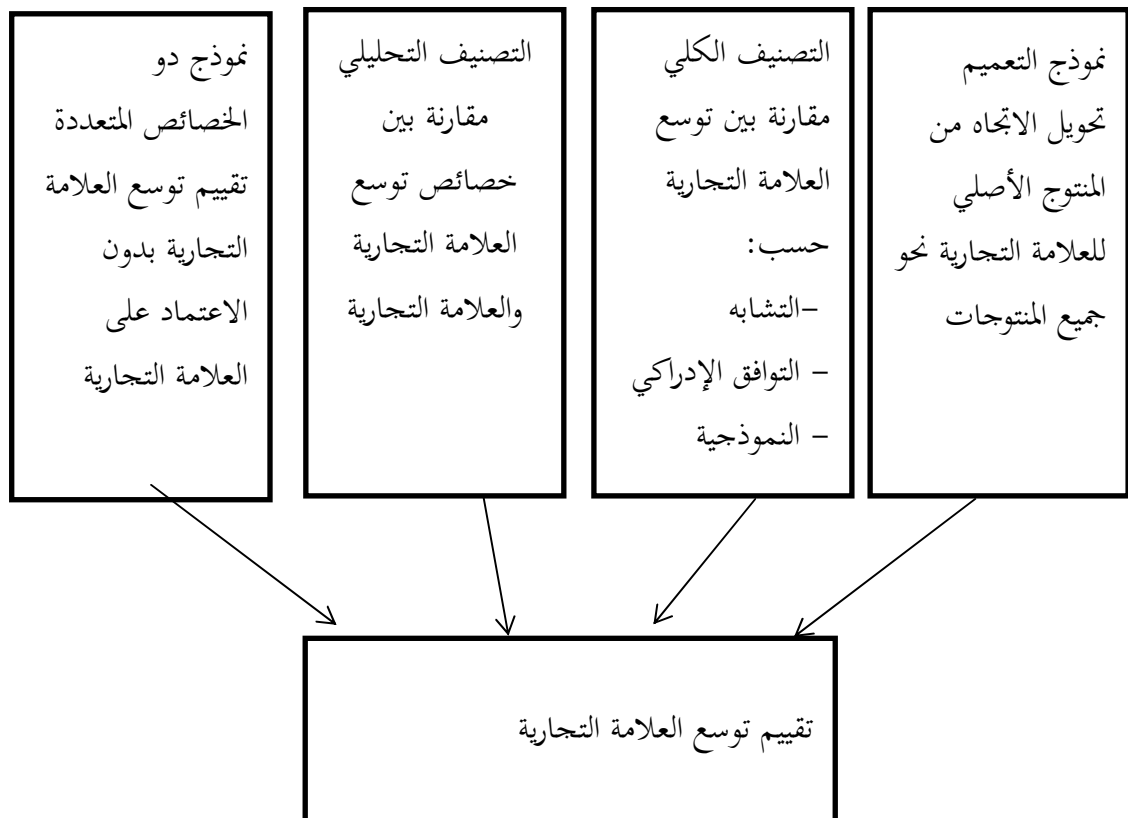 نموذج التعميم
تحويل الاتجاه من
المنتوج الأصلي
للعلامة التجارية نحو
جميع المنتوجات
التصنيف الكلي
مقارنة بين توسع
العلامة التجارية
حسب:
–التشابه
– التوافق الإدراكي
– النموذجية
التصنيف التحليلي
مقارنة بين
خصائص توسع
العلامة التجارية
والعلامة التجارية
نموذج دو
الخصائص المتعددة
تقييم توسع العلامة
التجارية بدون
الاعتماد على
العلامة التجارية
تقييم توسع العلامة التجارية